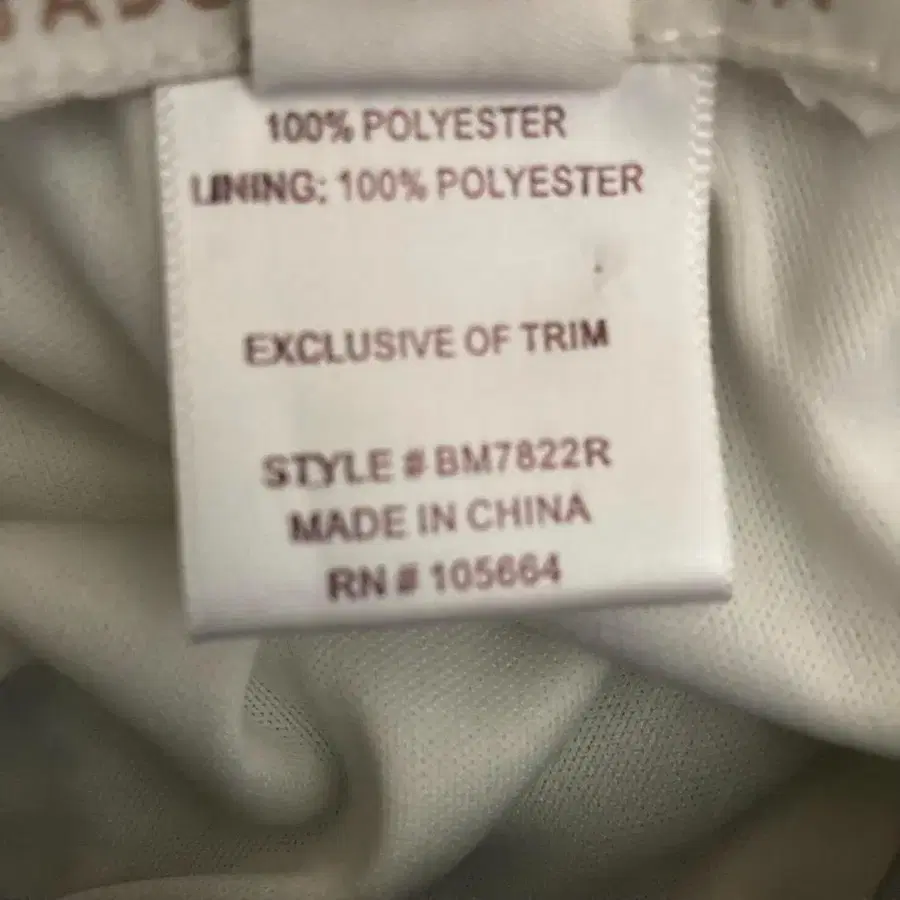 100% POLYESTER
LINING: 100% POLYESTER
EXCLUSIVE OF TRIM
STYLE # BM7822R
MADE IN CHINA
RN # 105664